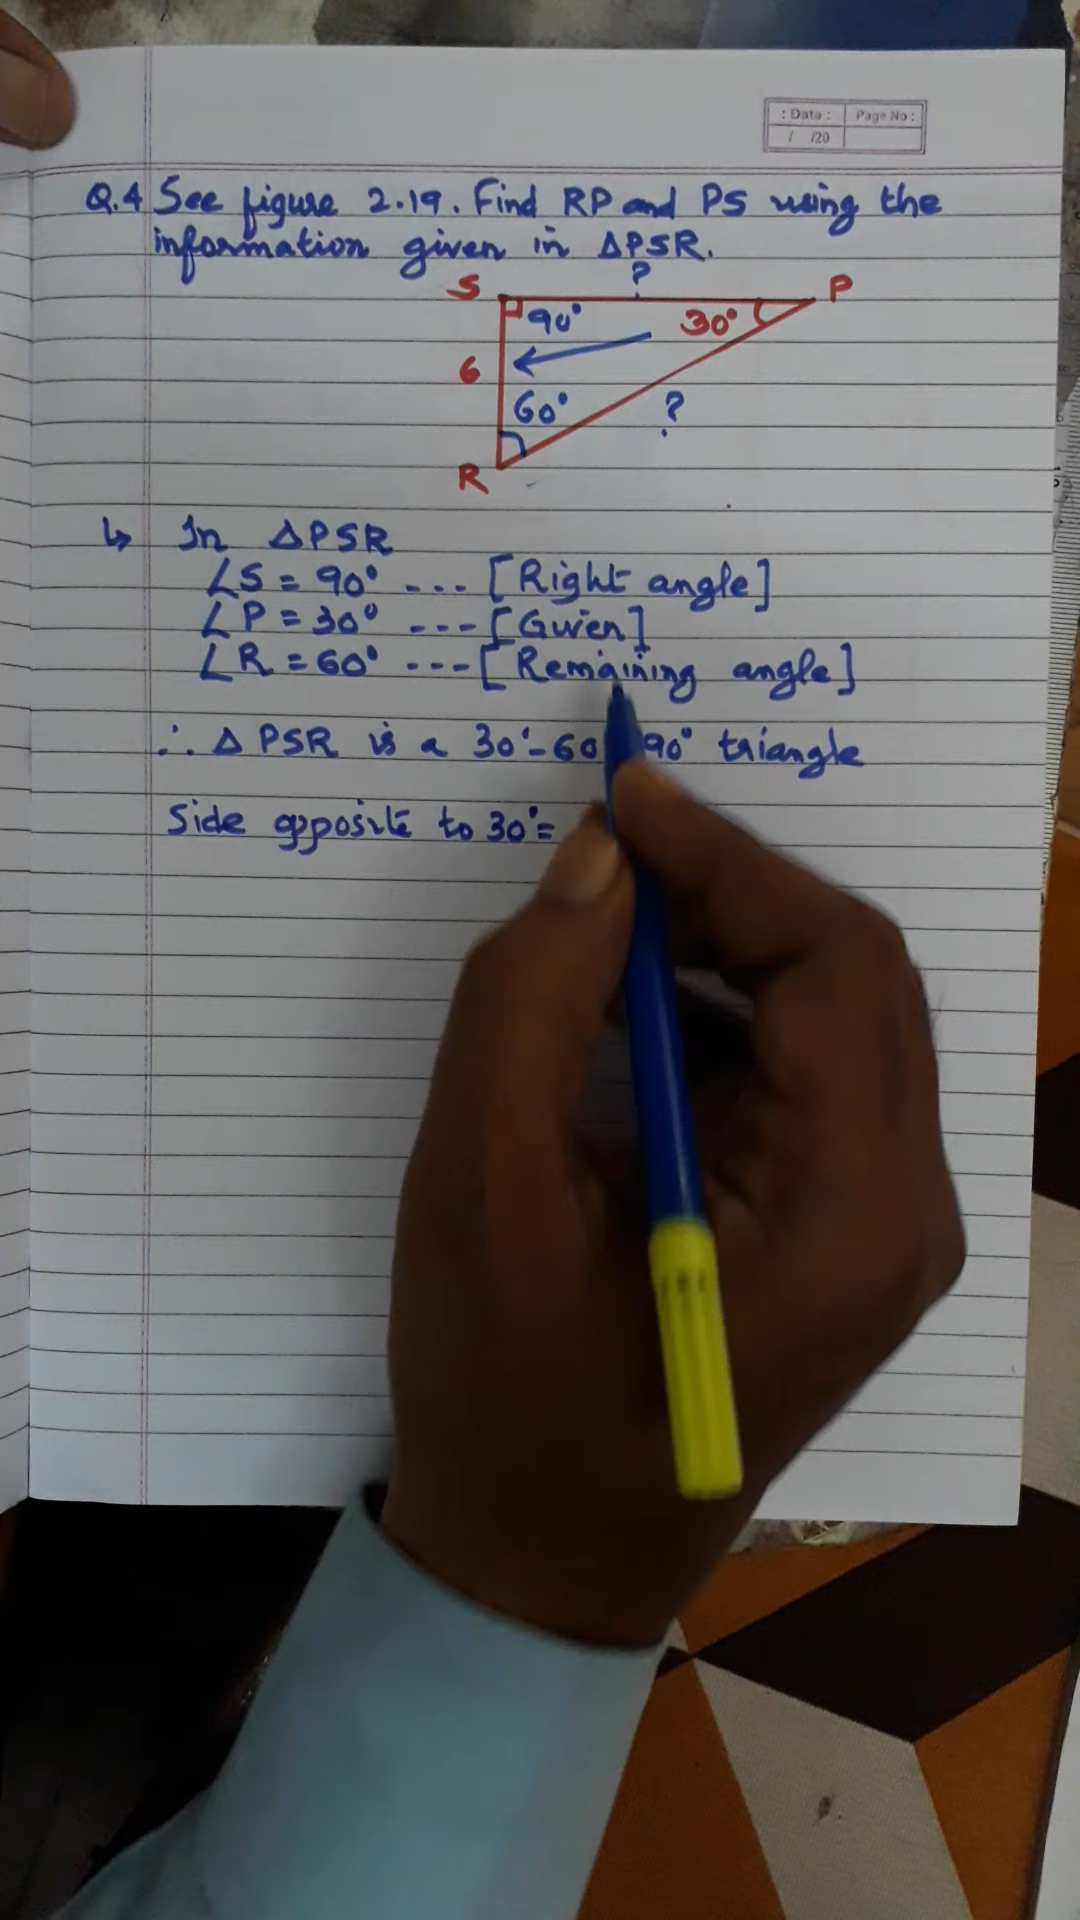 : Date : Page No :
/ /20
Q.4 See figure 2.19. Find RP and PS using the
information given in ΔPSR.
?
S P
90° 30°
6
60° ?
R
↳ In ΔPSR
∠S = 90° --- [Right angle]
∠P = 30° --- [Given]
∠R = 60° --- [Remaining angle]
∴ Δ PSR is a 30°-60 90° triangle
Side opposite to 30° =